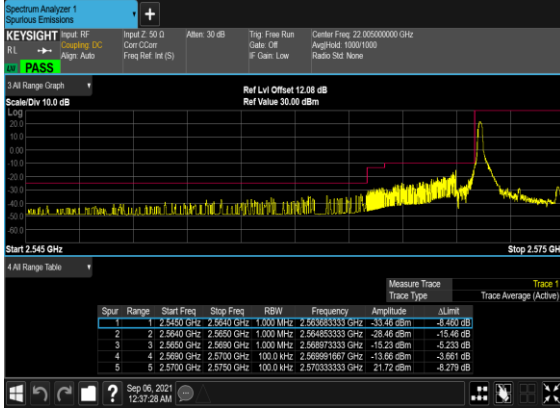 Spectrum Analyzer 1
Spurious Emissions
+
KEYSIGHT Input: RF Input Z: 50 Ω Atten: 30 dB Trig: Free Run Center Freq: 22.005000000 GHz
RL Coupling: DC Corr CCorr Gate: Off Avg|Hold: 1000/1000
Align: Auto Freq Ref: Int (S) IF Gain: Low Radio Std: None
PASS
3 All Range Graph Ref Lvl Offset 12.08 dB
Scale/Div 10.0 dB Ref Value 30.00 dBm
Log
20.0
10.0
0.00
-10.0
-20.0
-30.0
-40.0
-50.0
-60.0
Start 2.545 GHz Stop 2.575 GH
4 All Range Table
Measure Trace Trace 1
Trace Type Trace Average (Active)
Spur Range Start Freq Stop Freq RBW Frequency Amplitude ΔLimit
1 1 2.5450 GHz 2.5640 GHz 1.000 MHz 2.563683333 GHz -33.46 dBm -8.460 dB
2 2 2.5640 GHz 2.5650 GHz 1.000 MHz 2.564853333 GHz -28.46 dBm -15.46 dB
3 3 2.5650 GHz 2.5690 GHz 1.000 MHz 2.568973333 GHz -15.23 dBm -5.233 dB
4 4 2.5690 GHz 2.5700 GHz 100.0 kHz 2.569991667 GHz -13.66 dBm -3.661 dB
5 5 2.5700 GHz 2.5750 GHz 100.0 kHz 2.570333333 GHz 21.72 dBm -8.279 dB
? Sep 06, 2021
12:37:28 AM